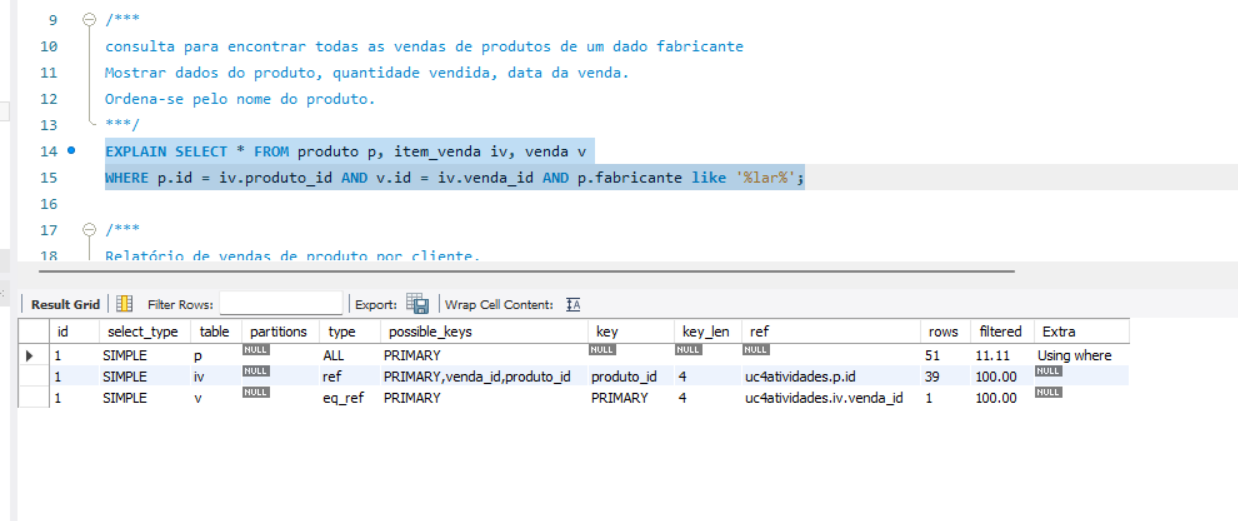 9 /***
10 consulta para encontrar todas as vendas de produtos de um dado fabricante
11 Mostrar dados do produto, quantidade vendida, data da venda.
12 Ordena-se pelo nome do produto.
13 ***/
14 EXPLAIN SELECT * FROM produto p, item_venda iv, venda v
15 WHERE p.id = iv.produto_id AND v.id = iv.venda_id AND p.fabricante like '%lar%';
16
17 /***
18 Relatório de vendas de produto por cliente.
Result Grid Filter Rows: Export: Wrap Cell Content: IA
id select_type table partitions type possible_keys key key_len ref rows filtered Extra
1 SIMPLE p NULL ALL PRIMARY NULL NULL NULL 51 11.11 Using where
1 SIMPLE iv NULL ref PRIMARY,venda_id,produto_id produto_id 4 uc4atividades.p.id 39 100.00 NULL
1 SIMPLE v NULL eq_ref PRIMARY PRIMARY 4 uc4atividades.iv.venda_id 1 100.00 NULL